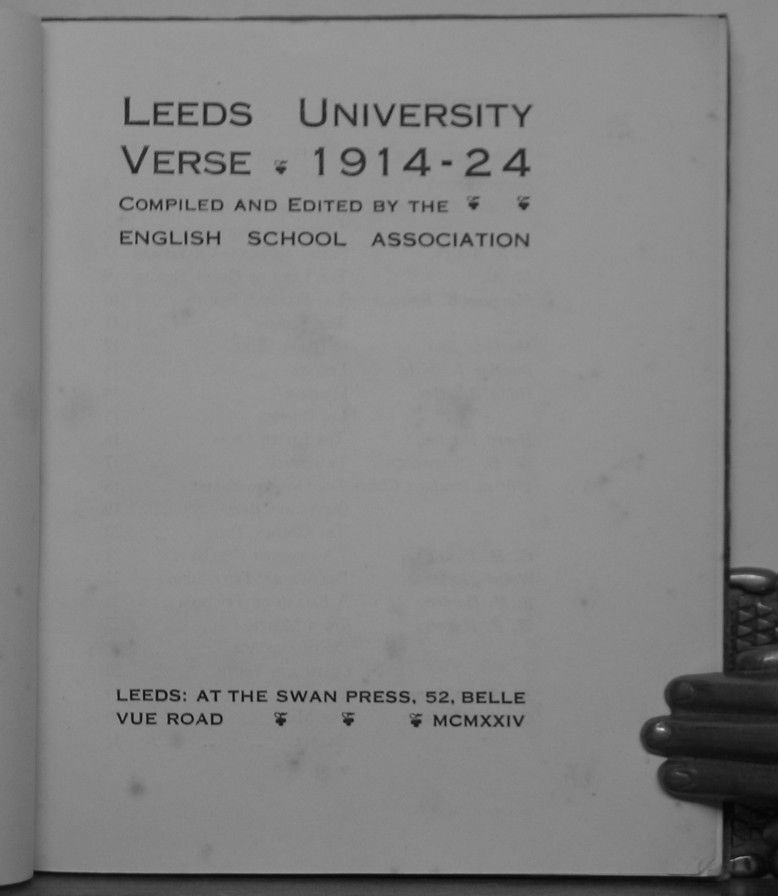 LEEDS UNIVERSITY
VERSE ❦ 1914-24
COMPILED AND EDITED BY THE ❦ ❦
ENGLISH SCHOOL ASSOCIATION
LEEDS: AT THE SWAN PRESS, 52, BELLE
VUE ROAD ❦ ❦ ❦ MCMXXIV